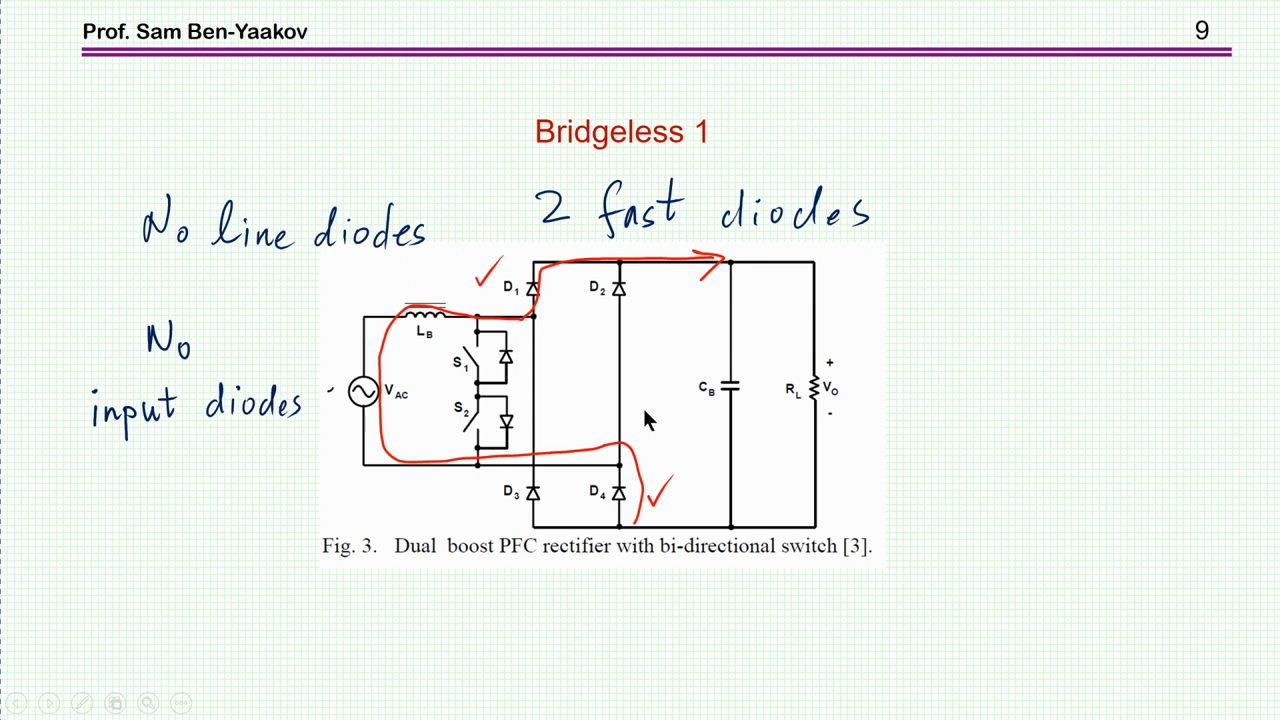 Prof. Sam Ben-Yaakov
9
Bridgeless 1
No line diodes
2 fast diodes
D1
D2
LB
No
input diodes
VAC
S1
S2
CB
RL
+
VO
-
D3
D4
Fig. 3. Dual boost PFC rectifier with bi-directional switch [3].